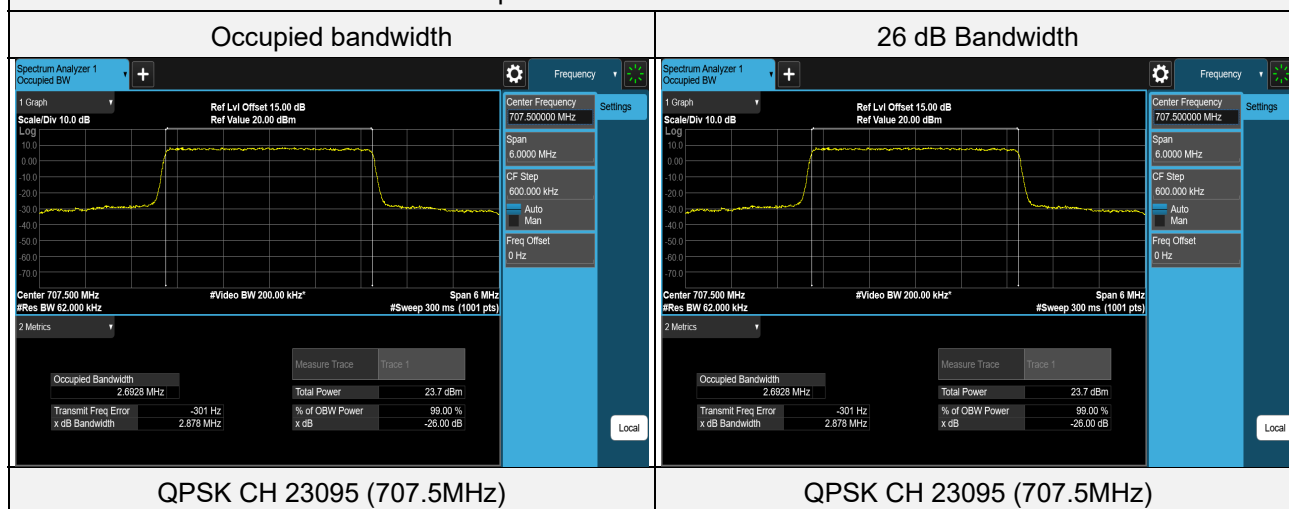 Occupied bandwidth
26 dB Bandwidth
Spectrum Analyzer 1
Occupied BW
+
Frequency
1 Graph
Ref Lvl Offset 15.00 dB
Scale/Div 10.0 dB
Ref Value 20.00 dBm
Log
10.0
0.00
-10.0
-20.0
-30.0
-40.0
-50.0
-60.0
-70.0
Center 707.500 MHz
#Video BW 200.00 kHz*
Span 6 MHz
#Res BW 62.000 kHz
#Sweep 300 ms (1001 pts)
Center Frequency
707.500000 MHz
Settings
Span
6.0000 MHz
CF Step
600.000 kHz
Auto
Man
Freq Offset
0 Hz
Local
2 Metrics
Measure Trace
Trace 1
Occupied Bandwidth
2.6928 MHz
Total Power
23.7 dBm
Transmit Freq Error
-301 Hz
% of OBW Power
99.00 %
x dB Bandwidth
2.878 MHz
x dB
-26.00 dB
Spectrum Analyzer 1
Occupied BW
+
Frequency
1 Graph
Ref Lvl Offset 15.00 dB
Scale/Div 10.0 dB
Ref Value 20.00 dBm
Log
10.0
0.00
-10.0
-20.0
-30.0
-40.0
-50.0
-60.0
-70.0
Center 707.500 MHz
#Video BW 200.00 kHz*
Span 6 MHz
#Res BW 62.000 kHz
#Sweep 300 ms (1001 pts)
Center Frequency
707.500000 MHz
Settings
Span
6.0000 MHz
CF Step
600.000 kHz
Auto
Man
Freq Offset
0 Hz
Local
2 Metrics
Measure Trace
Trace 1
Occupied Bandwidth
2.6928 MHz
Total Power
23.7 dBm
Transmit Freq Error
-301 Hz
% of OBW Power
99.00 %
x dB Bandwidth
2.878 MHz
x dB
-26.00 dB
QPSK CH 23095 (707.5MHz)
QPSK CH 23095 (707.5MHz)